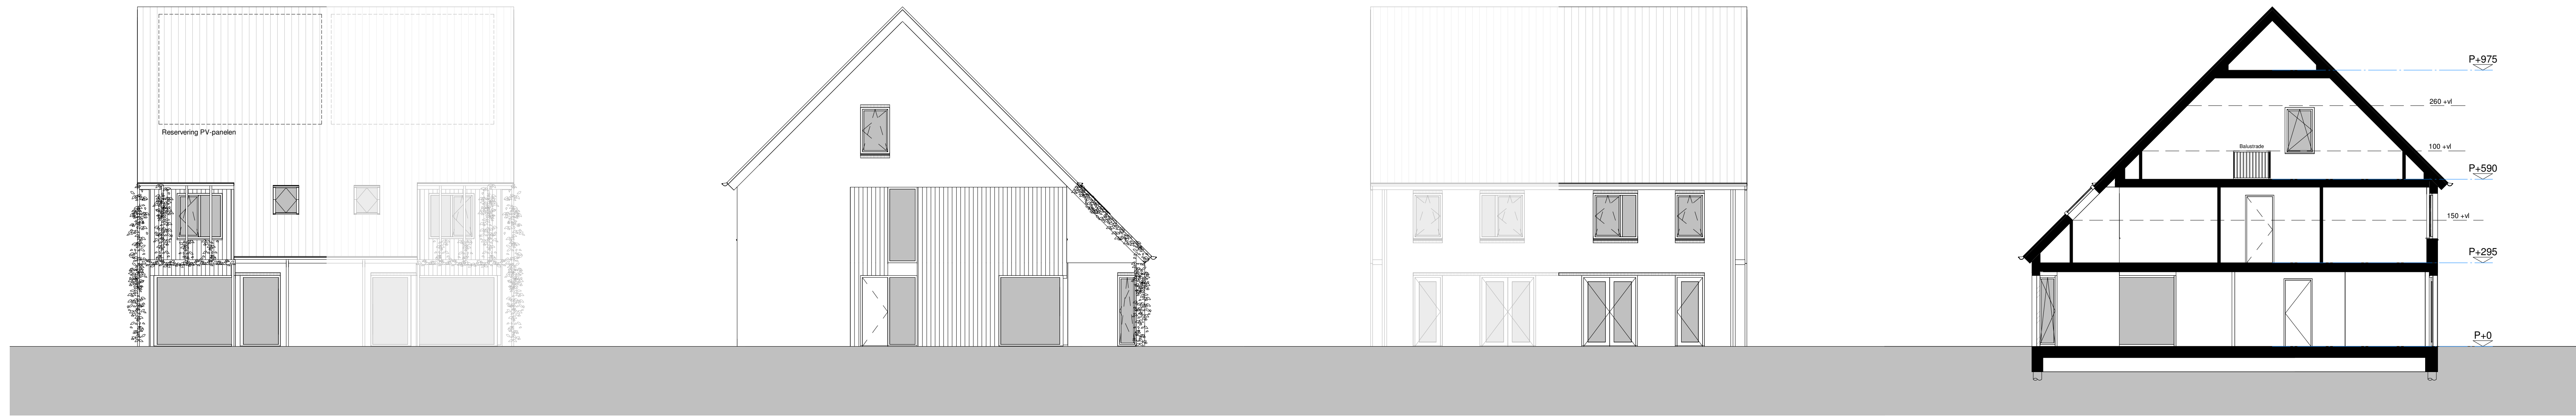 Reservering PV-panelen
P+975
260 +vl
Balustrade
100 +vl
P+590
150 +vl
P+295
P+0